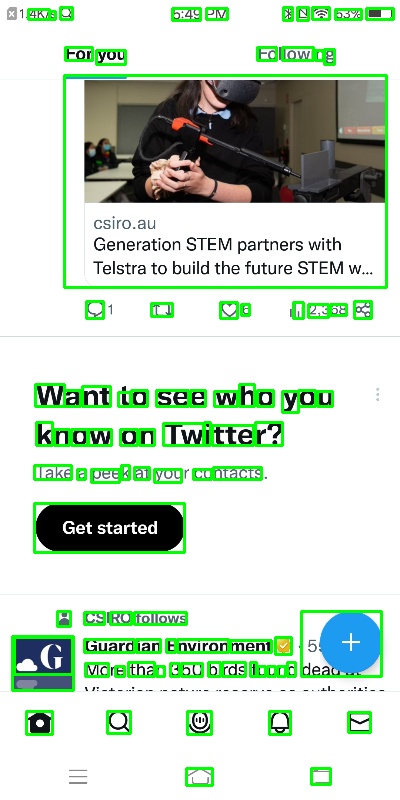 1.4K/s 5:49 PM 53%
For you Following
csiro.au
Generation STEM partners with
Telstra to build the future STEM w...
1 6 2,368
Want to see who you
know on Twitter?
Take a peek at your contacts.
Get started
CSIRO follows
G Guardian Environment
More than 350 birds found dead at
Victorian nature reserve as authorities